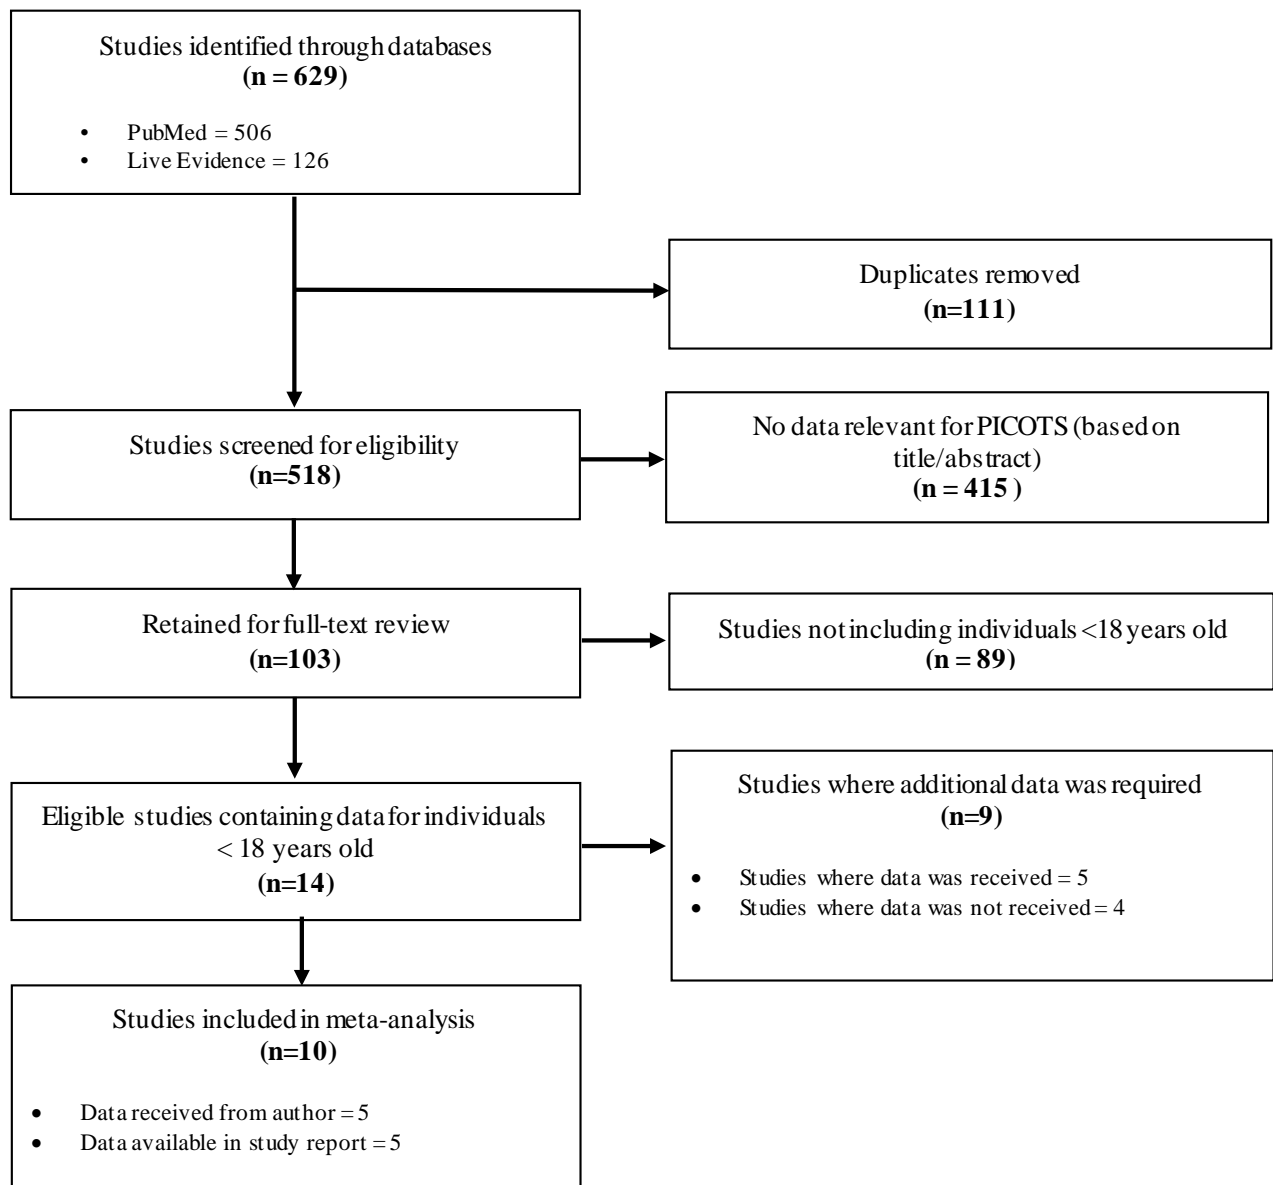 Studies identified through databases
(n = 629)
• PubMed = 506
• Live Evidence = 126
Duplicates removed
(n=111)
Studies screened for eligibility
(n=518)
No data relevant for PICOTS (based on
title/abstract)
(n = 415 )
Retained for full-text review
(n=103)
Studies not including individuals <18 years old
(n = 89)
Eligible studies containing data for individuals
< 18 years old
(n=14)
Studies where additional data was required
(n=9)
• Studies where data was received = 5
• Studies where data was not received = 4
Studies included in meta-analysis
(n=10)
• Data received from author = 5
• Data available in study report = 5